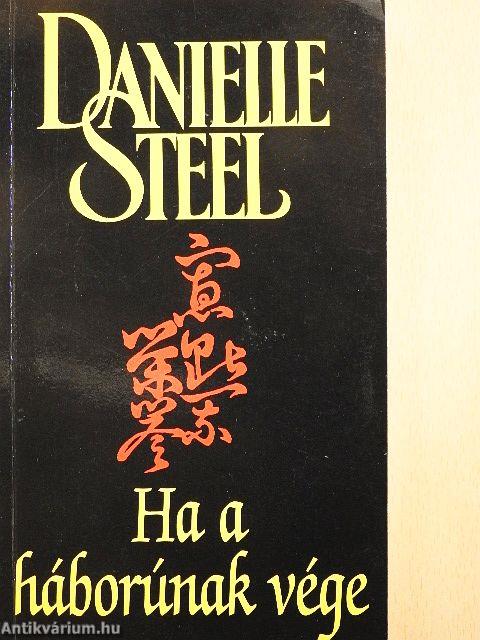 DANIELLE
STEEL
Ha a
háborúnak vége
Antikvárium.hu